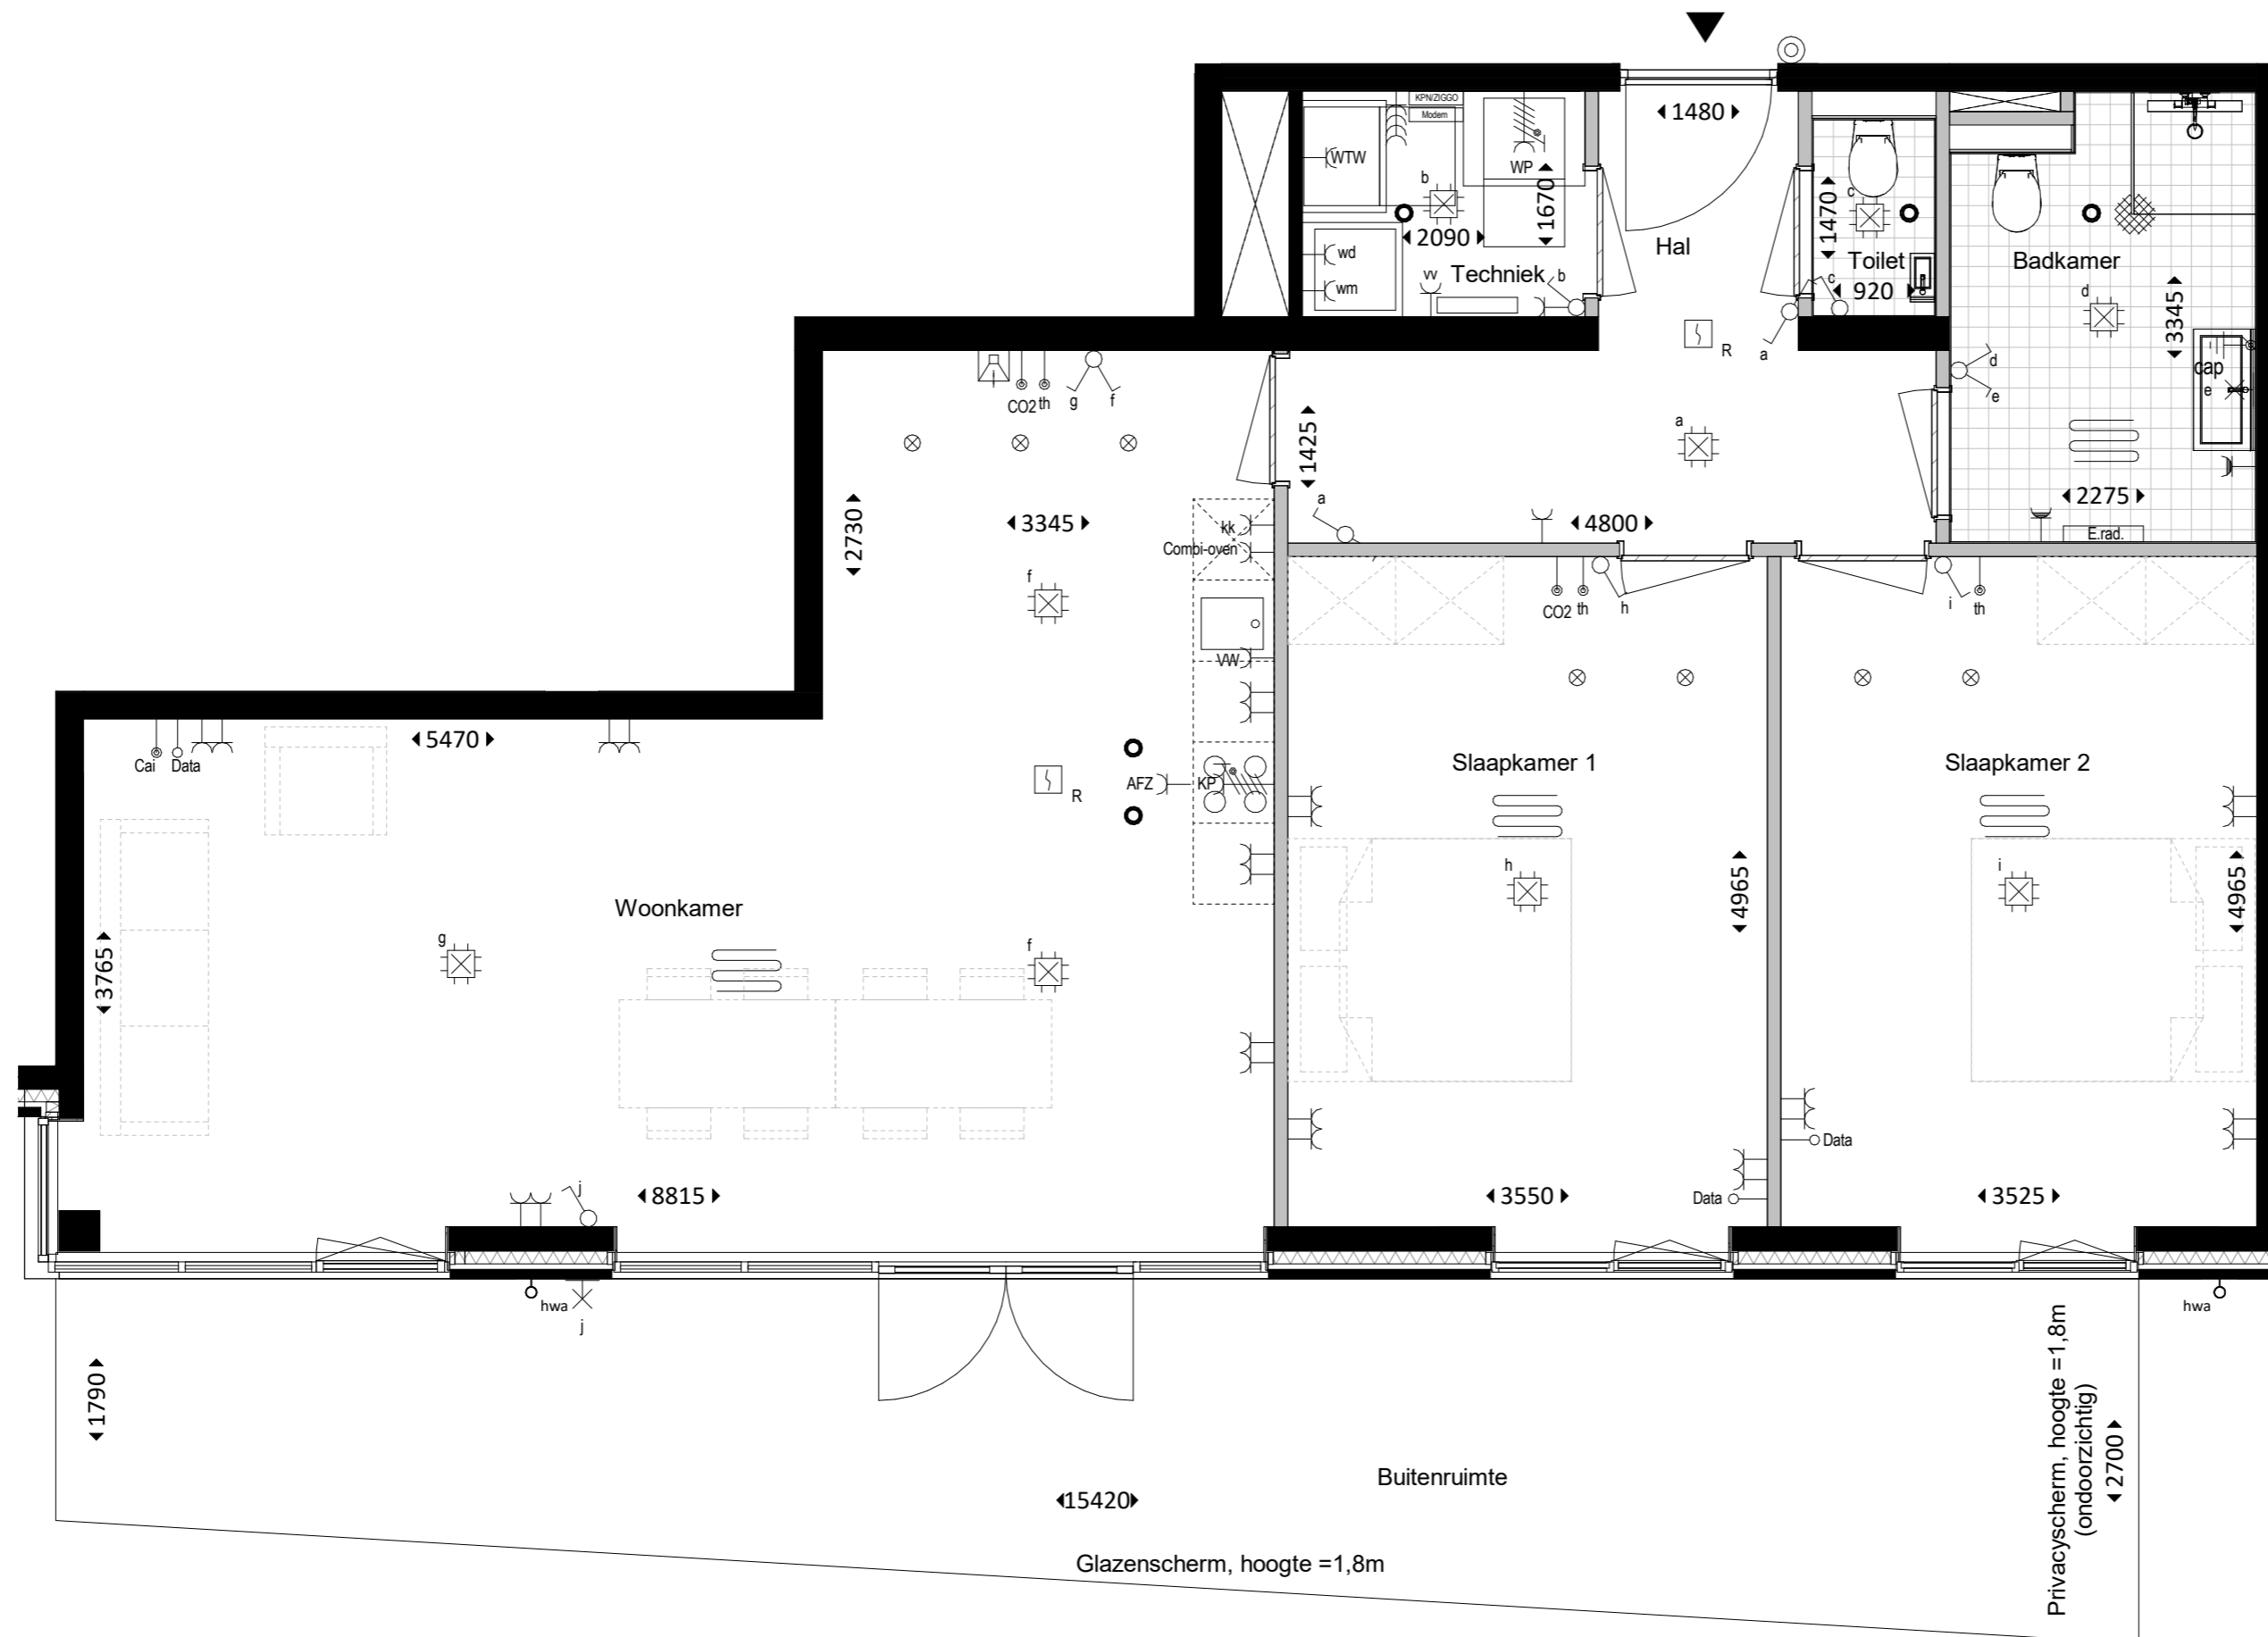 KPN/ZIGGO
Modem
1480
WTW
WP
b
1670
2090
c
1470
Hal
Toilet
Badkamer
wd
wm
vv
Techniek
b
c
920
d
3345
R
a
d
cap
e
e
CO2
th
g
f
a
1425
a
2730
3345
kk
Combi-oven
4800
2275
E.rad.
f
CO2
th
h
i
th
VW
5470
Cai
Data
Slaapkamer 1
Slaapkamer 2
R
AFZ
KP
h
i
4965
4965
Woonkamer
g
f
3765
Data
j
8815
3550
Data
3525
hwa
j
hwa
1790
Privacyscherm, hoogte =1,8m
(ondoorzichtig)
2700
Buitenruimte
15420
Glazenscherm, hoogte =1,8m